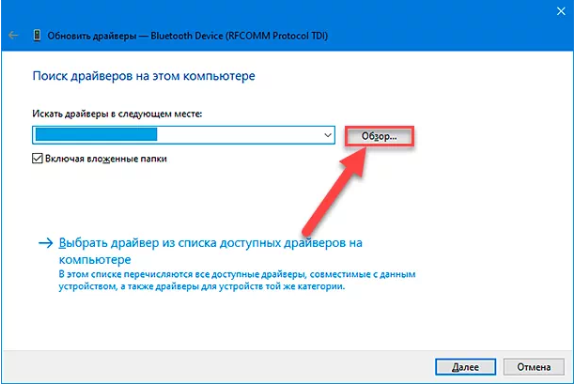 Обновить драйверы — Bluetooth Device (RFCOMM Protocol TDI)
Поиск драйверов на этом компьютере
Искать драйверы в следующем месте:
Обзор...
Включая вложенные папки
Выбрать драйвер из списка доступных драйверов на
компьютере
В этом списке перечисляются все доступные драйверы, совместимые с данным
устройством, а также драйверы для устройств той же категории.
Далее
Отмена